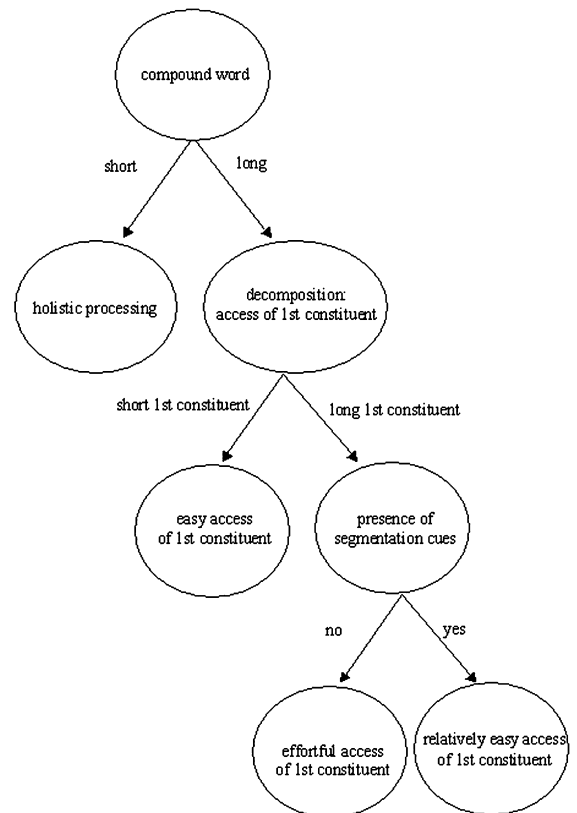 compound word
short
long
holistic processing
decomposition:
access of 1st constituent
short 1st constituent
long 1st constituent
easy access
of 1st constituent
presence of
segmentation cues
no
yes
effortful access
of 1st constituent
relatively easy access
of 1st constituent